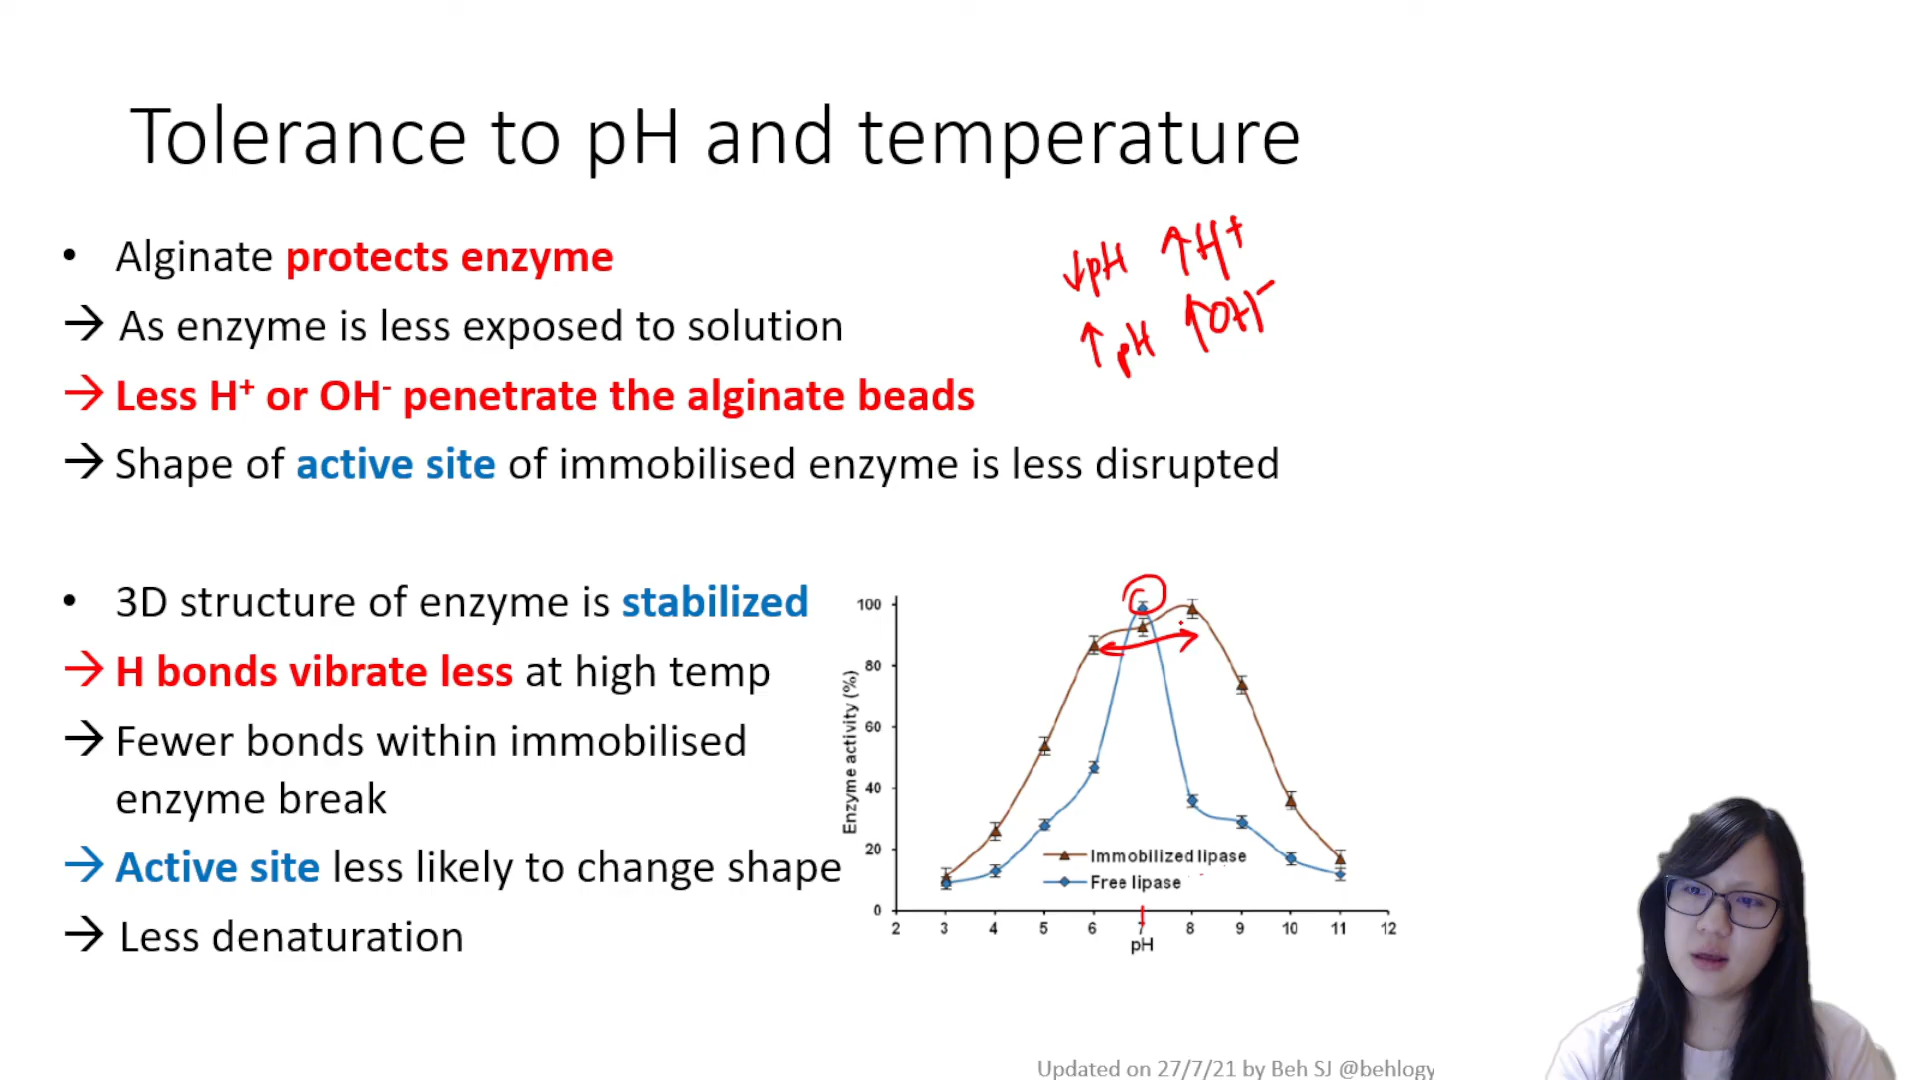 Tolerance to pH and temperature
• Alginate protects enzyme
→ As enzyme is less exposed to solution
→ Less H⁺ or OH⁻ penetrate the alginate beads
→ Shape of active site of immobilised enzyme is less disrupted
↓pH ↑H⁺
↑pH ↑OH⁻
• 3D structure of enzyme is stabilized
→ H bonds vibrate less at high temp
→ Fewer bonds within immobilised
enzyme break
→ Active site less likely to change shape
→ Less denaturation
Enzyme activity (%)
100
80
60
40
20
0
Immobilized lipase
Free lipase
2 3 4 5 6 7 8 9 10 11 12
pH
Updated on 27/7/21 by Beh SJ @behlogy